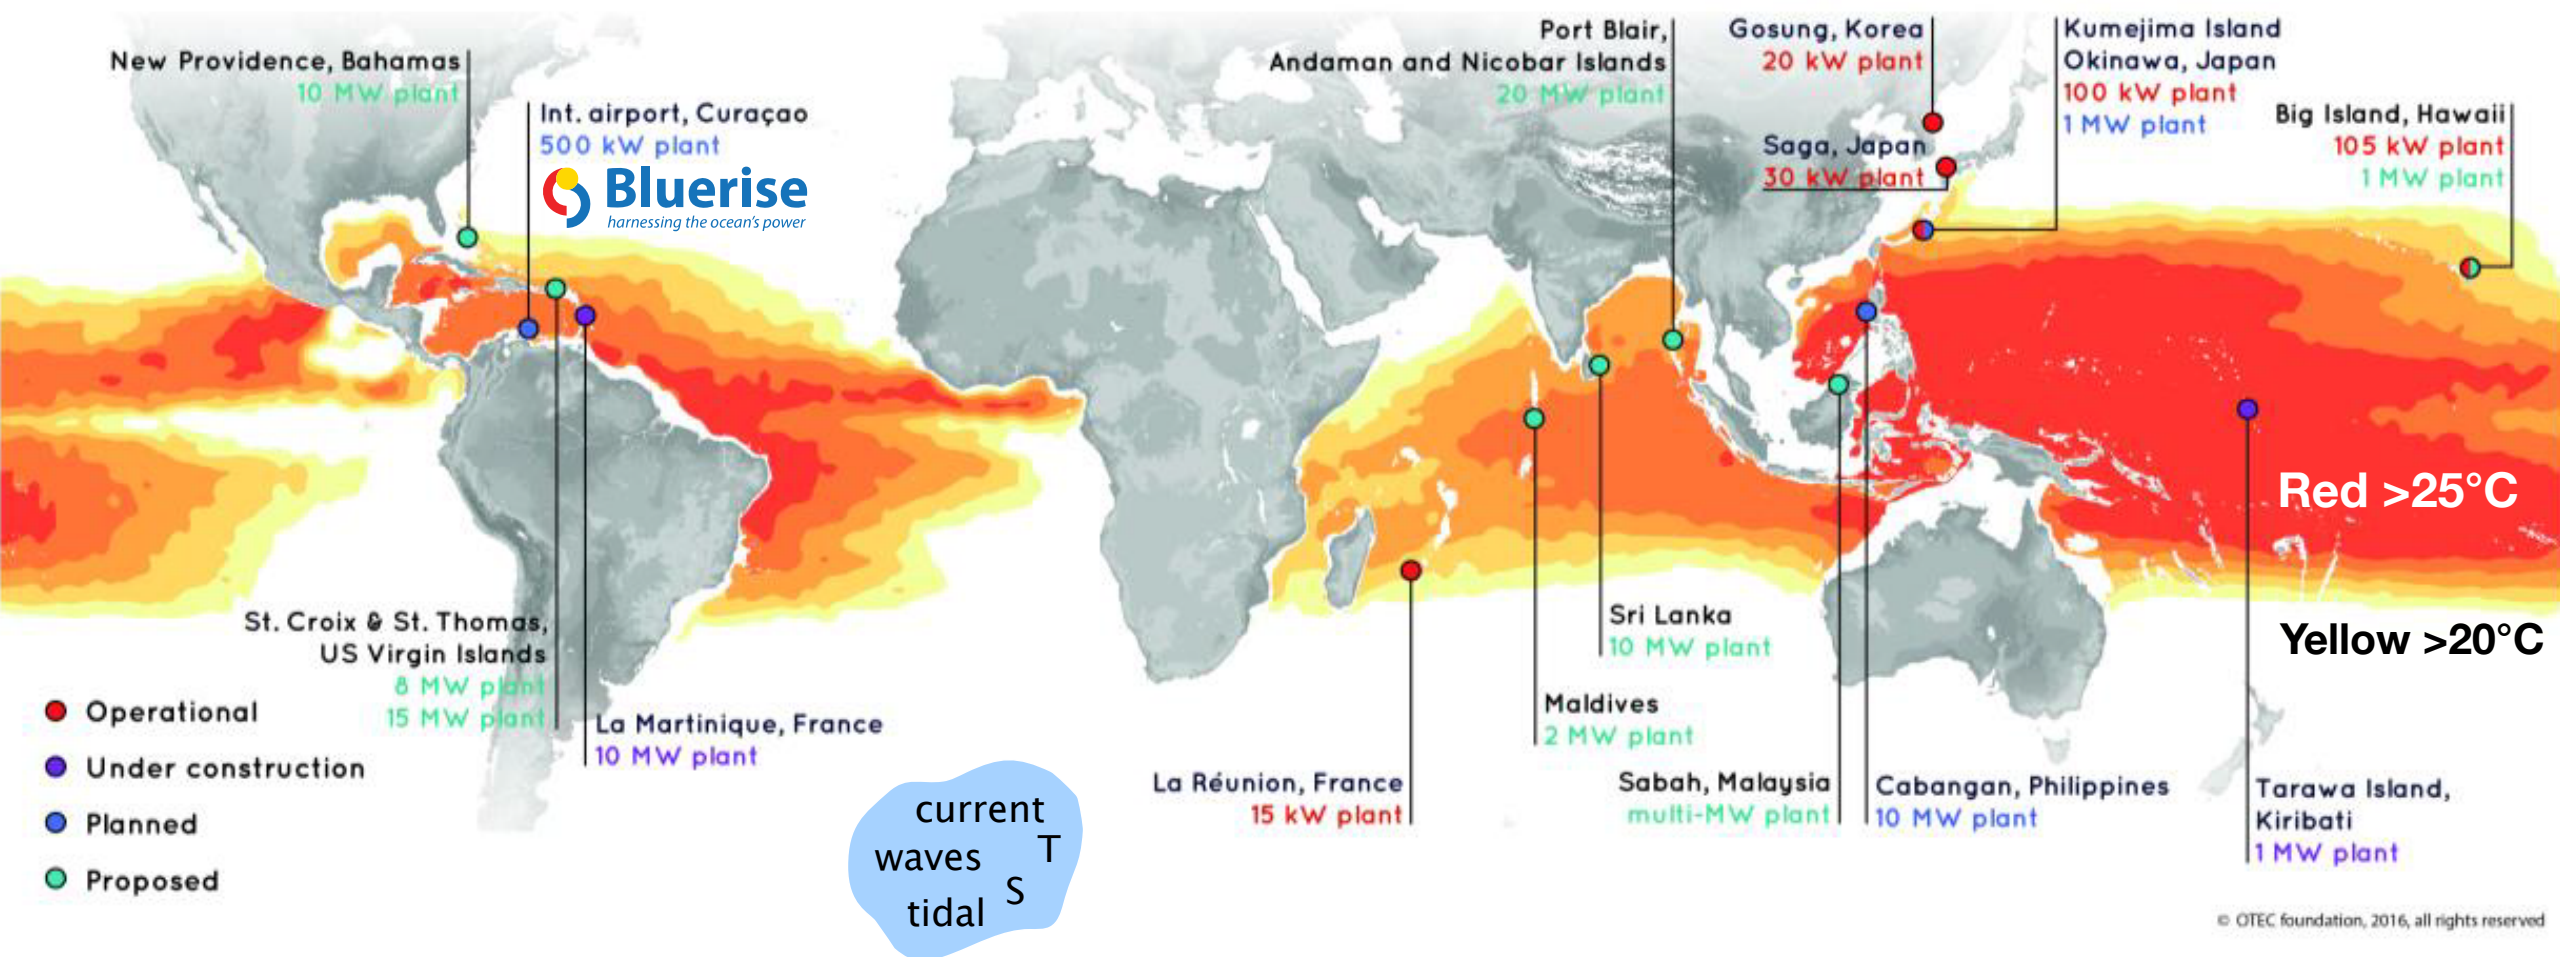 New Providence, Bahamas
10 MW plant
Int. airport, Curaçao
500 kW plant
Bluerise
harnessing the ocean's power
Port Blair,
Andaman and Nicobar Islands
20 MW plant
Gosung, Korea
20 kW plant
Saga, Japan
30 kW plant
Kumejima Island
Okinawa, Japan
100 kW plant
1 MW plant
Big Island, Hawaii
105 kW plant
1 MW plant
Red >25°C
Yellow >20°C
St. Croix & St. Thomas,
US Virgin Islands
8 MW plant
15 MW plant
La Martinique, France
10 MW plant
Operational
Under construction
Planned
Proposed
current
waves T
S
tidal
La Réunion, France
15 kW plant
Maldives
2 MW plant
Sri Lanka
10 MW plant
Sabah, Malaysia
multi-MW plant
Cabangan, Philippines
10 MW plant
Tarawa Island,
Kiribati
1 MW plant
© OTEC foundation, 2016, all rights reserved